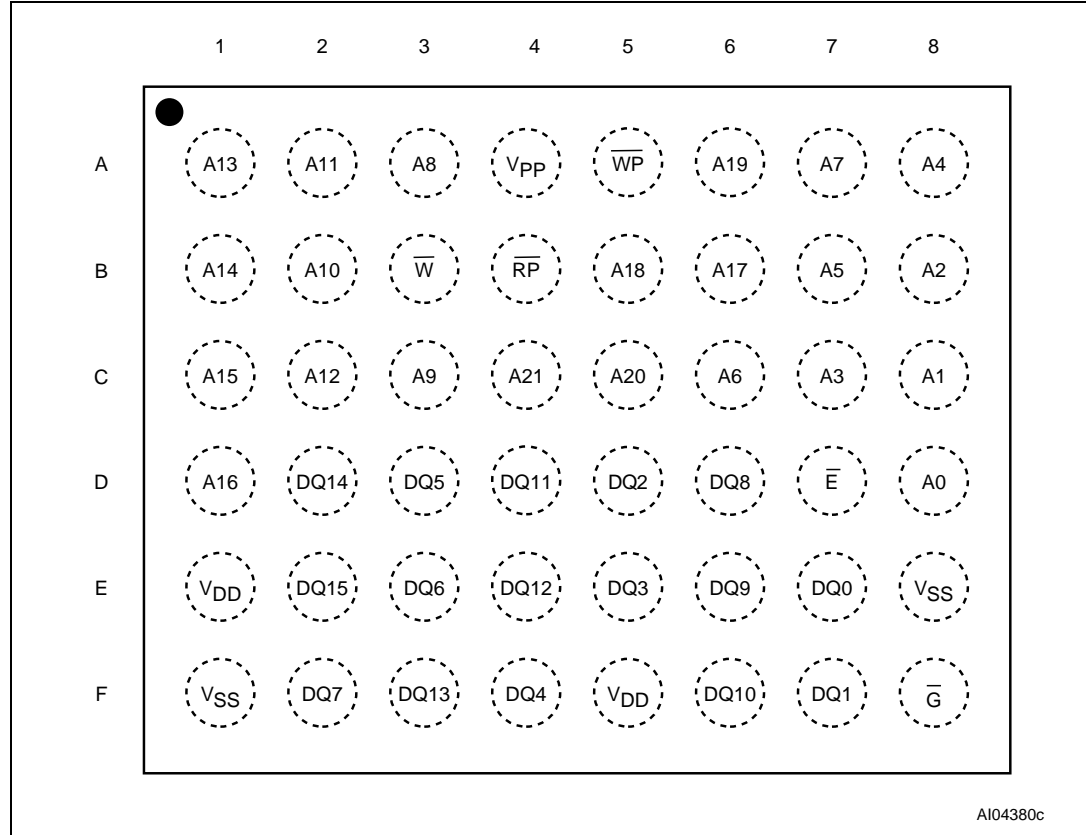 1 2 3 4 5 6 7 8
A A13 A11 A8 VPP W̅P̅ A19 A7 A4
B A14 A10 W̅ R̅P̅ A18 A17 A5 A2
C A15 A12 A9 A21 A20 A6 A3 A1
D A16 DQ14 DQ5 DQ11 DQ2 DQ8 E̅ A0
E VDD DQ15 DQ6 DQ12 DQ3 DQ9 DQ0 VSS
F VSS DQ7 DQ13 DQ4 VDD DQ10 DQ1 G̅
AI04380c